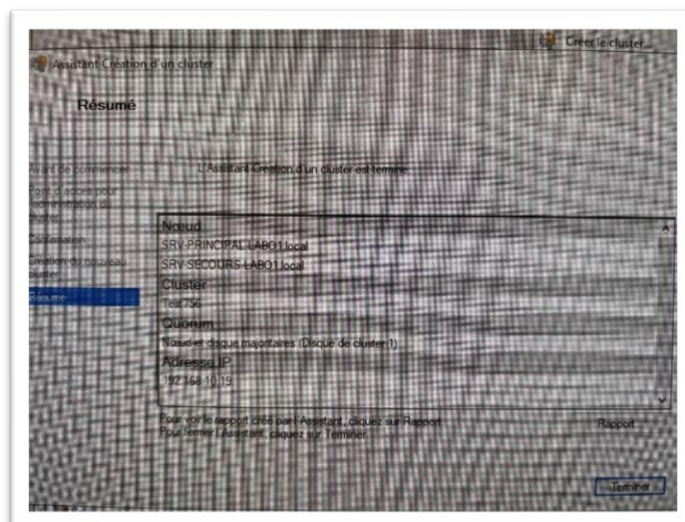 Créer le cluster...
Assistant Création d'un cluster
Résumé
Avant de commencer
Point d'accès pour
l'administration du
cluster
Confirmation
Création du nouveau
cluster
Résumé
L'Assistant Création d'un cluster est terminé.
Nœud
SRV-PRINCIPAL.LABO1.local
SRV-SECOURS.LABO1.local
Cluster
Test756
Quorum
Nœud et disque majoritaires (Disque de cluster 1)
Adresse IP
192.168.10.19
Pour voir le rapport créé par l'Assistant, cliquez sur Rapport.
Pour fermer l'Assistant, cliquez sur Terminer.
Rapport...
Terminer